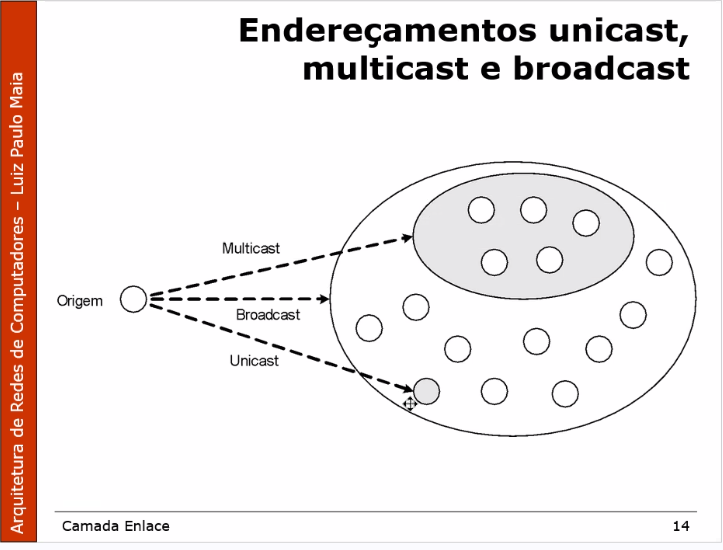 Endereçamentos unicast,
multicast e broadcast
Arquitetura de Redes de Computadores – Luiz Paulo Maia
Multicast
Origem
Broadcast
Unicast
Camada Enlace
14